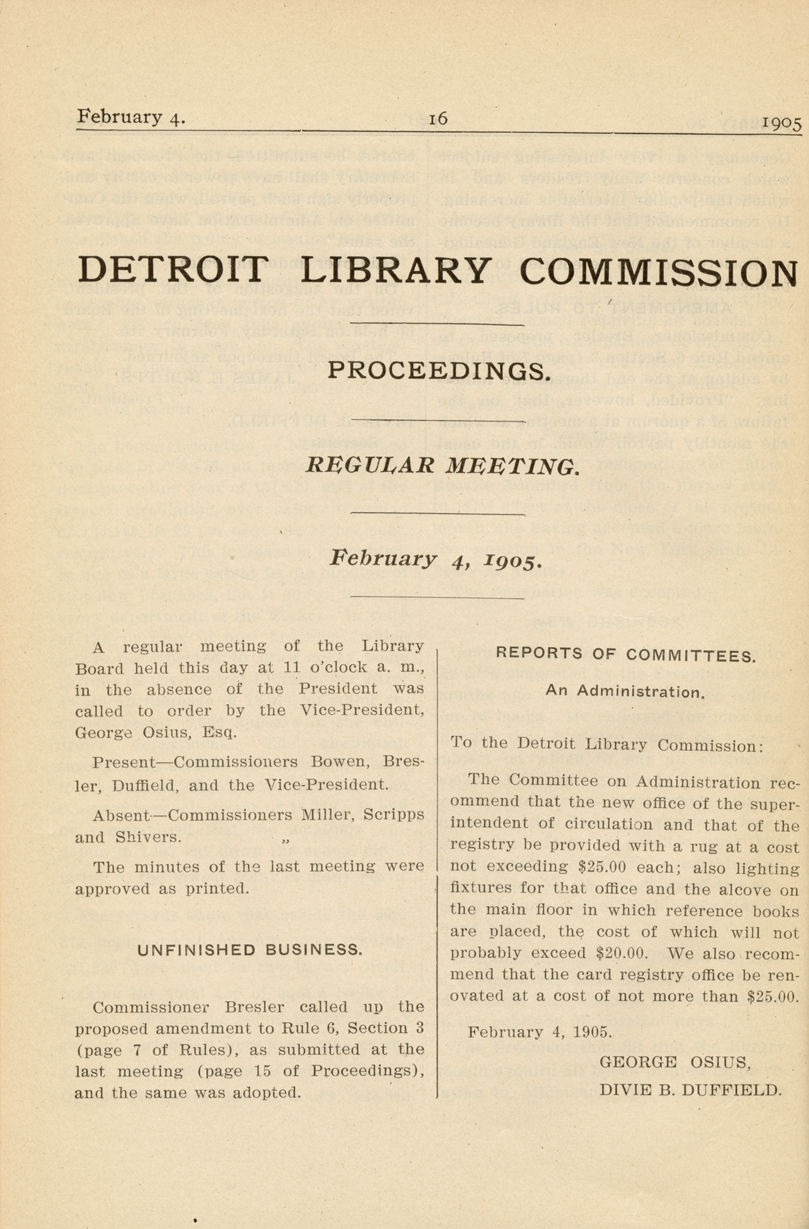 February 4.
16
1905
DETROIT LIBRARY COMMISSION
PROCEEDINGS.
REGULAR MEETING.
February 4, 1905.
A regular meeting of the Library
Board held this day at 11 o'clock a. m.,
in the absence of the President was
called to order by the Vice-President,
George Osius, Esq.
Present—Commissioners Bowen, Bres-
ler, Duffield, and the Vice-President.
Absent—Commissioners Miller, Scripps
and Shivers. „
The minutes of the last meeting were
approved as printed.
UNFINISHED BUSINESS.
Commissioner Bresler called up the
proposed amendment to Rule 6, Section 3
(page 7 of Rules), as submitted at the
last meeting (page 15 of Proceedings),
and the same was adopted.
REPORTS OF COMMITTEES.
An Administration.
To the Detroit Library Commission:
The Committee on Administration rec-
ommend that the new office of the super-
intendent of circulation and that of the
registry be provided with a rug at a cost
not exceeding $25.00 each; also lighting
fixtures for that office and the alcove on
the main floor in which reference books
are placed, the cost of which will not
probably exceed $20.00. We also recom-
mend that the card registry office be ren-
ovated at a cost of not more than $25.00.
February 4, 1905.
GEORGE OSIUS,
DIVIE B. DUFFIELD.